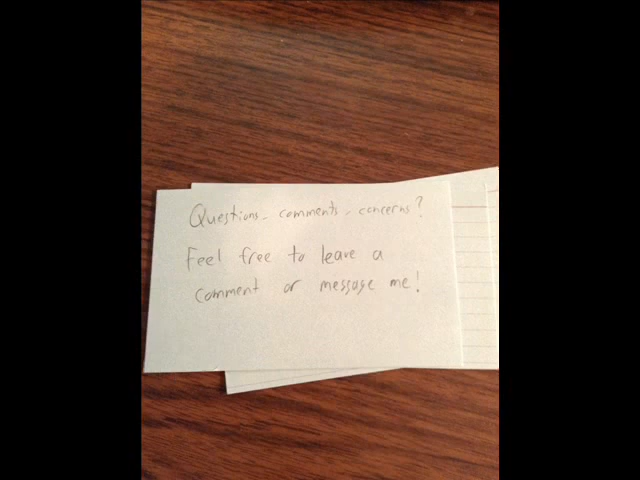 Questions, comments, concerns?
Feel free to leave a
comment or message me!